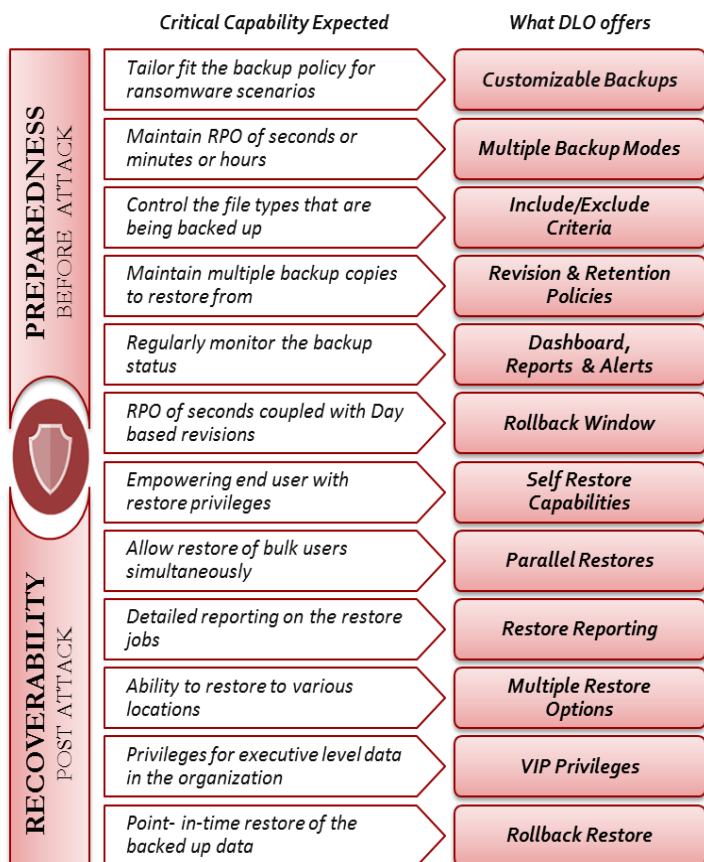 Critical Capability Expected
What DLO offers
PREPAREDNESS
BEFORE ATTACK
Tailor fit the backup policy for
ransomware scenarios
Customizable Backups
Maintain RPO of seconds or
minutes or hours
Multiple Backup Modes
Control the file types that are
being backed up
Include/Exclude
Criteria
Maintain multiple backup copies
to restore from
Revision & Retention
Policies
Regularly monitor the backup
status
Dashboard,
Reports & Alerts
RPO of seconds coupled with Day
based revisions
Rollback Window
RECOVERABILITY
POST ATTACK
Empowering end user with
restore privileges
Self Restore
Capabilities
Allow restore of bulk users
simultaneously
Parallel Restores
Detailed reporting on the restore
jobs
Restore Reporting
Ability to restore to various
locations
Multiple Restore
Options
Privileges for executive level data
in the organization
VIP Privileges
Point- in-time restore of the
backed up data
Rollback Restore